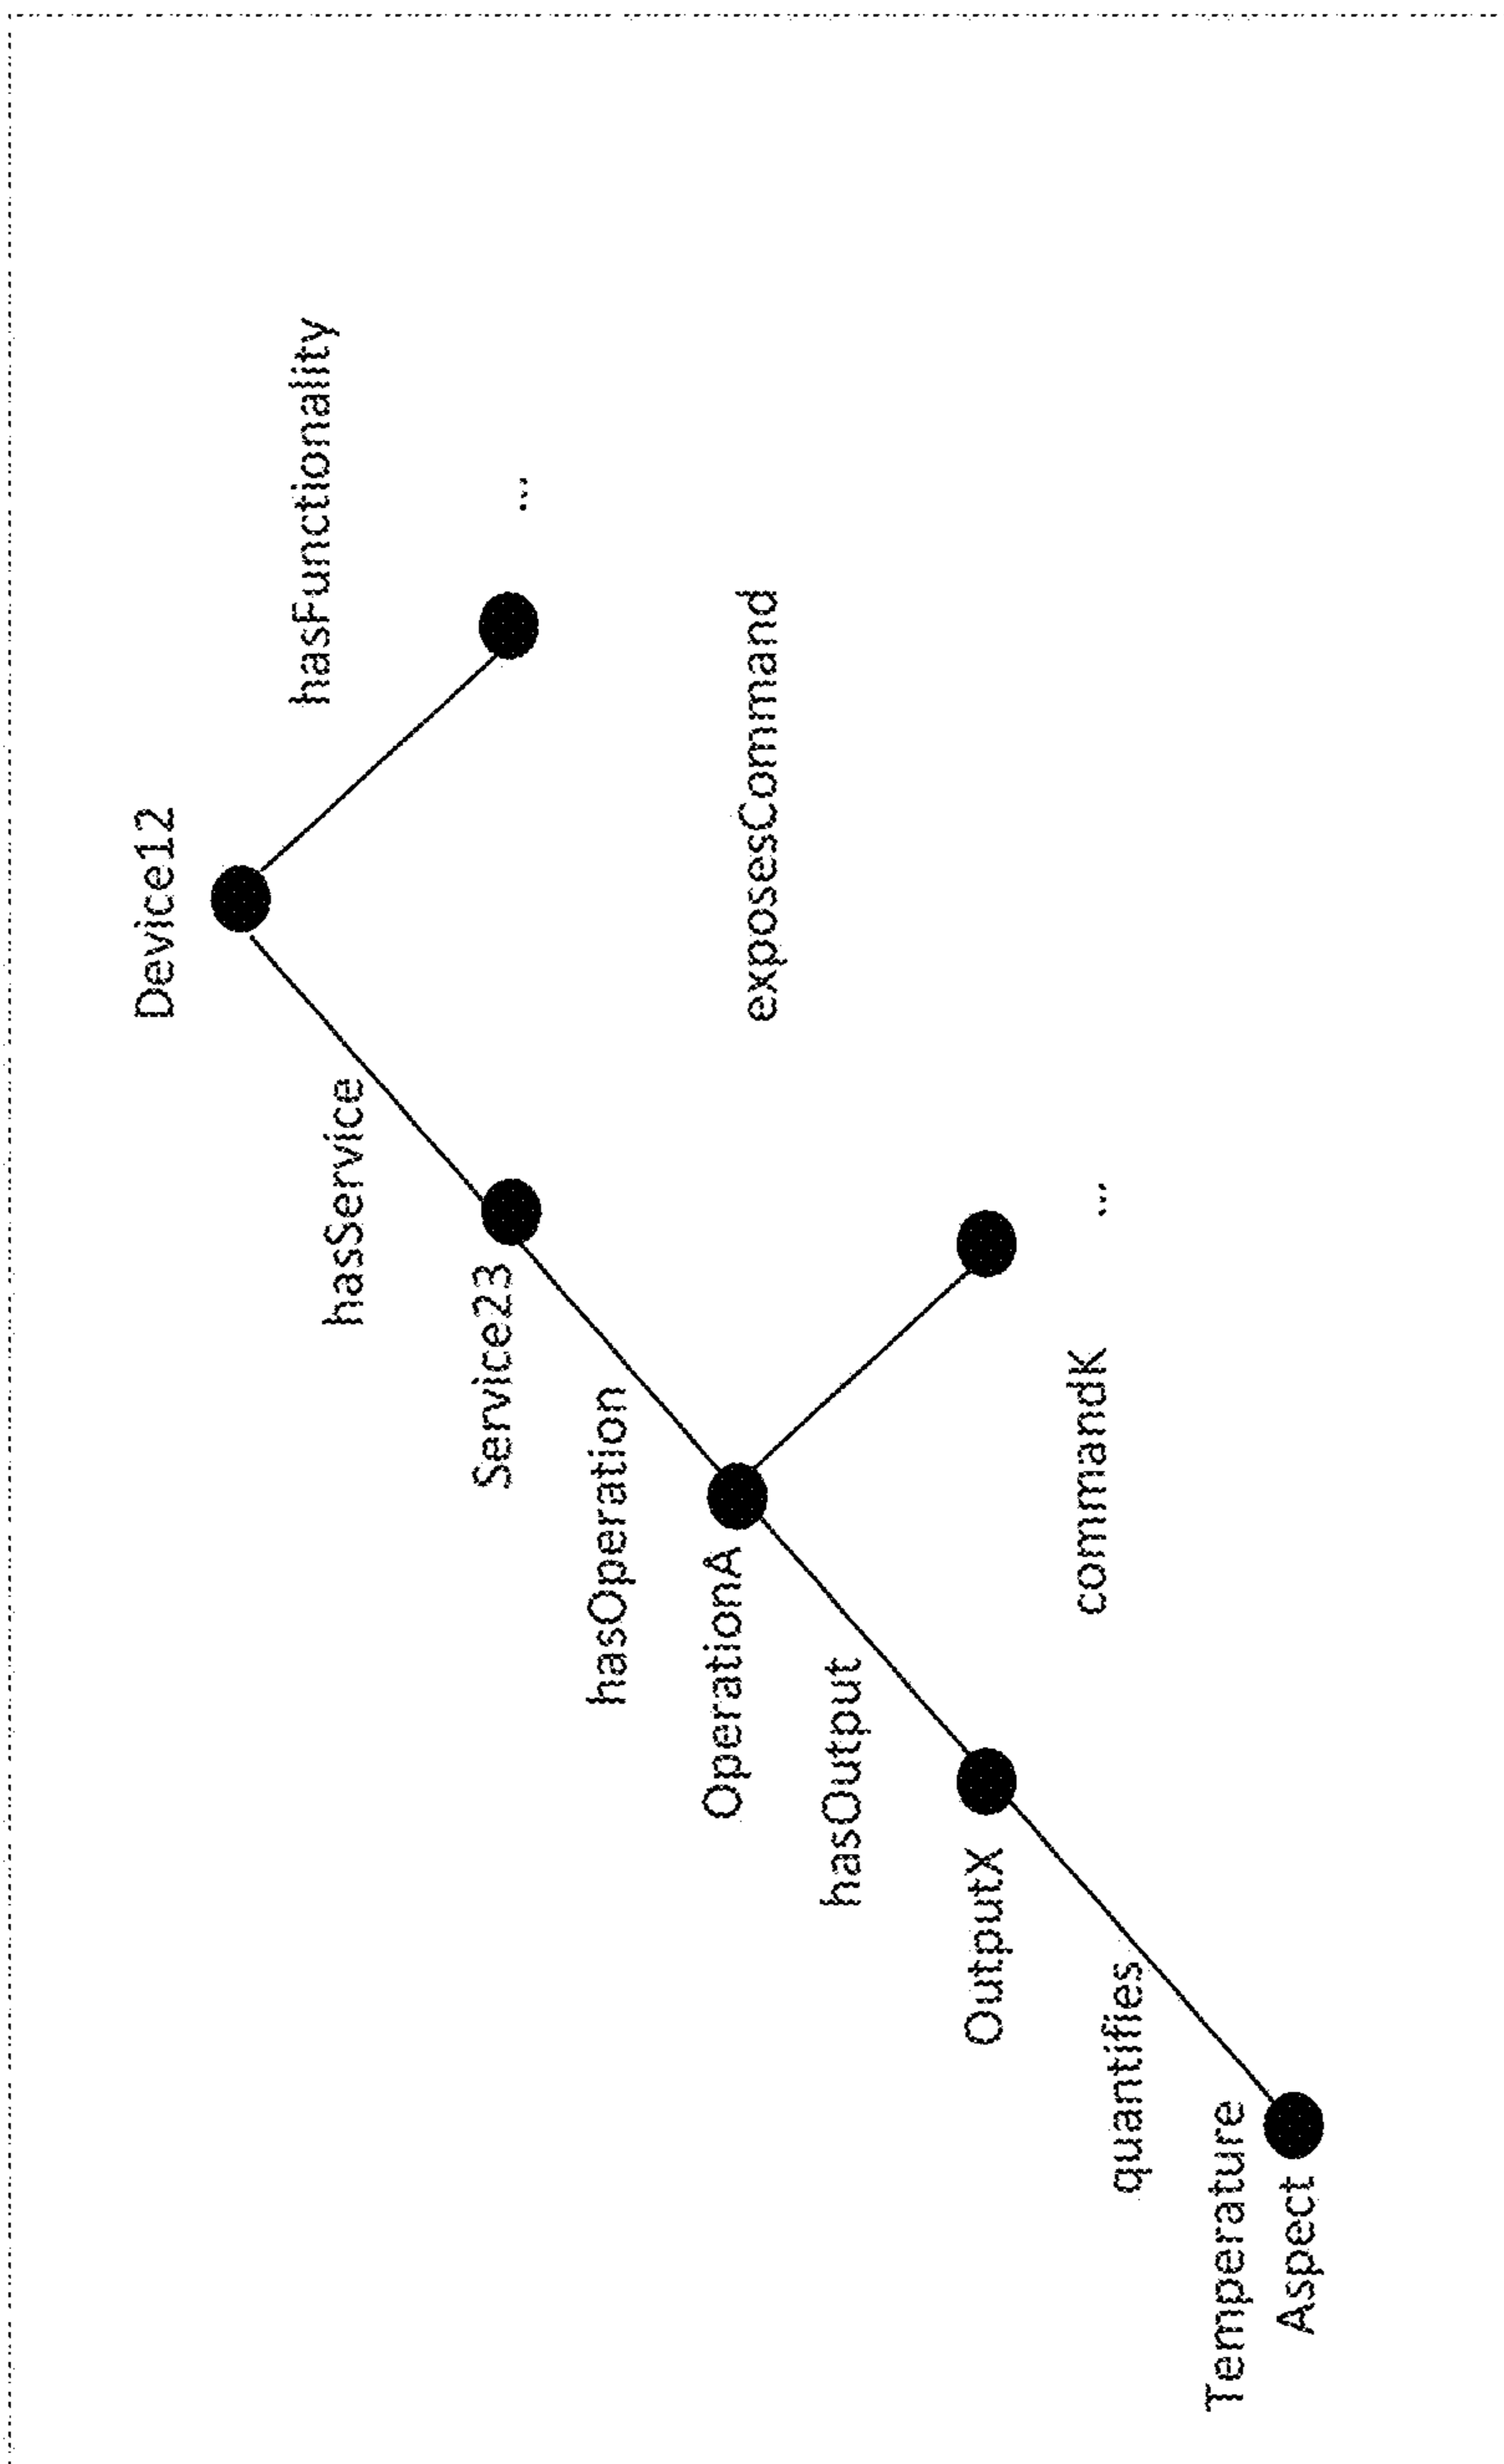 Device12
hasFunctionality
hasService
Service23
...
hasOperation
OperationA
exposesCommand
hasOutput
OutputX
commandK
...
quantifies
Temperature
Aspect